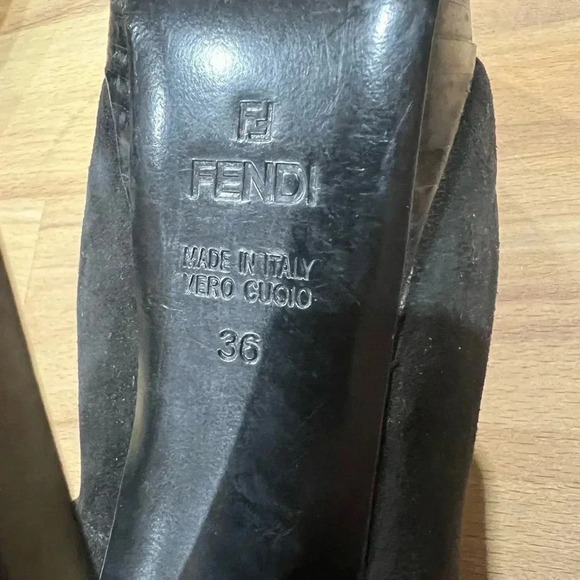 FF
FENDI
MADE IN ITALY
VERO CUOIO
36